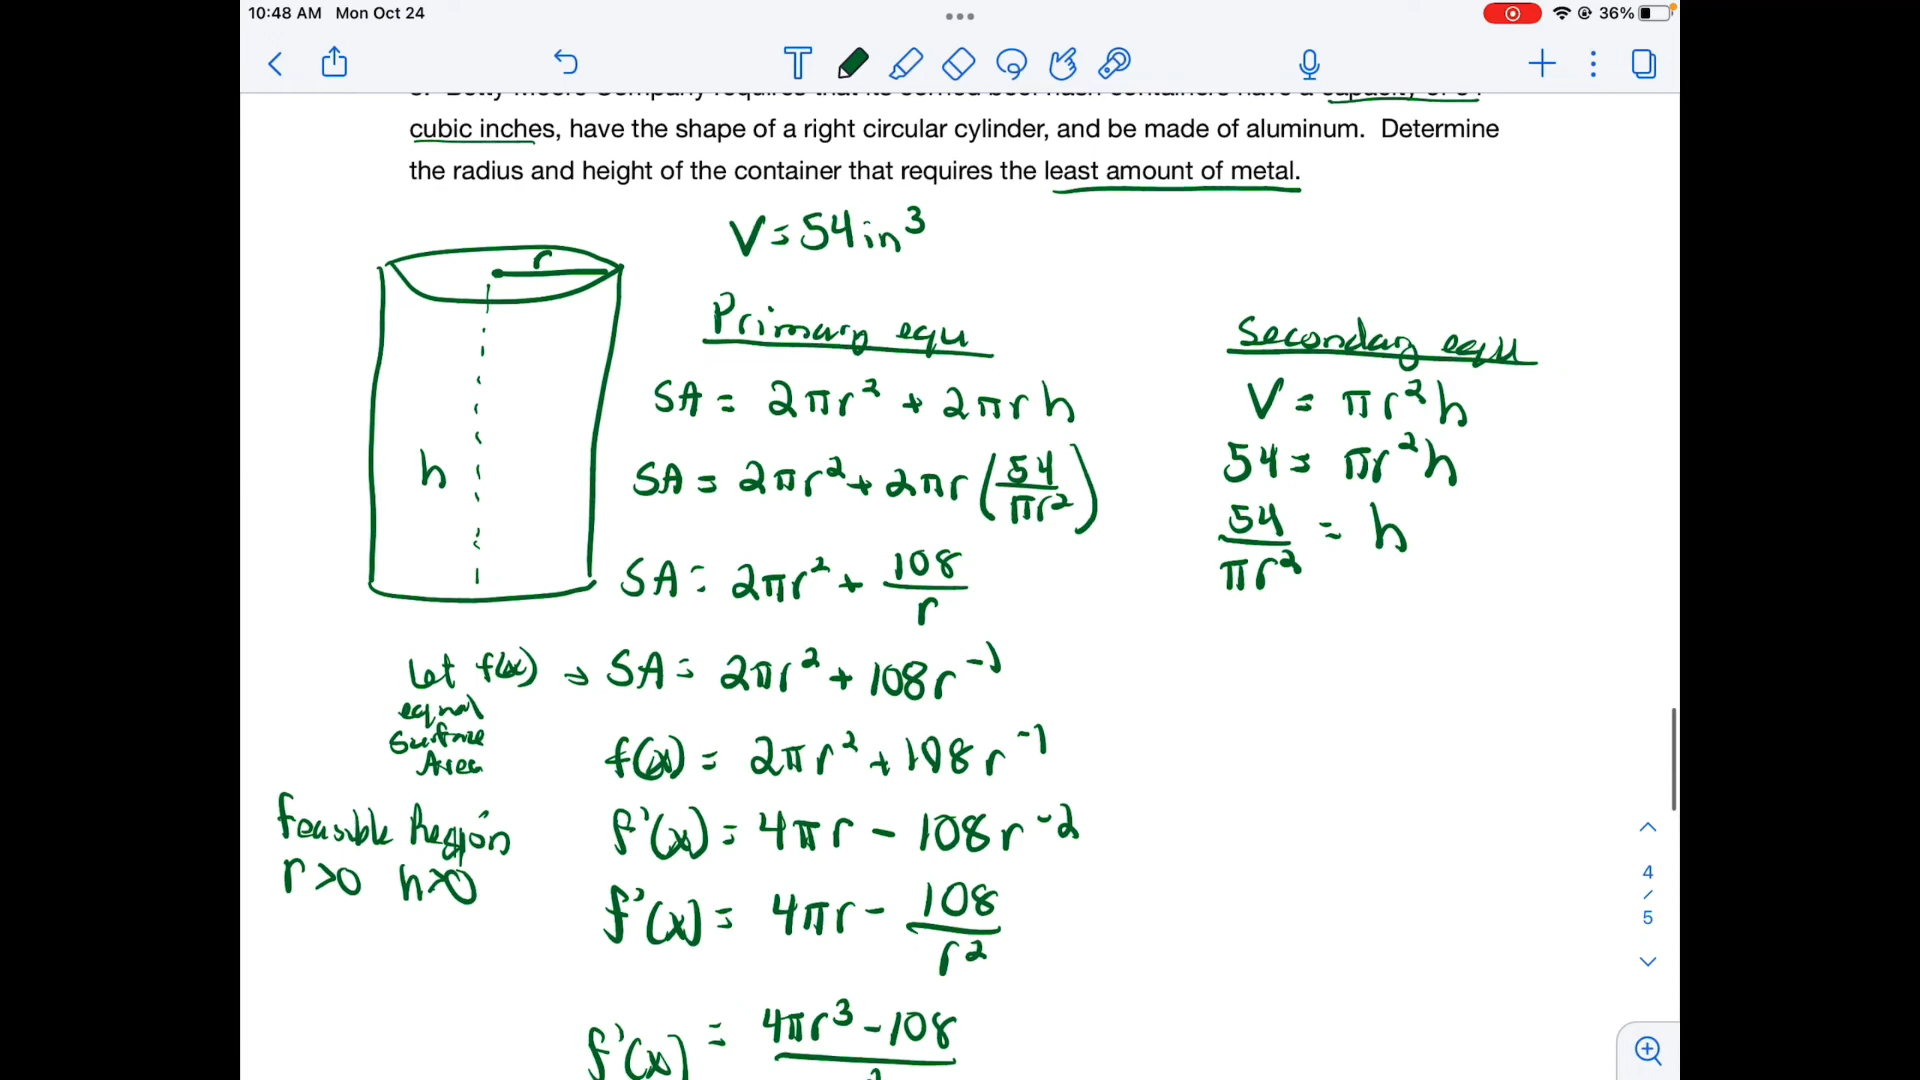 10:48 AM Mon Oct 24
36%
cubic inches, have the shape of a right circular cylinder, and be made of aluminum. Determine
the radius and height of the container that requires the least amount of metal.
V = 54 in³
r
h
Primary equ
SA = 2πr² + 2πrh
SA = 2πr² + 2πr (54/πr²)
SA = 2πr² + 108/r
Let f(x) → SA = 2πr² + 108r⁻¹
equal
Surface
Area
f(x) = 2πr² + 108r⁻¹
f'(x) = 4πr - 108r⁻²
f'(x) = 4πr - 108/r²
f'(x) = 4πr³ - 108
Secondary equ
V = πr²h
54 = πr²h
54/πr² = h
feasible Region
r>0 h>0
4
/
5